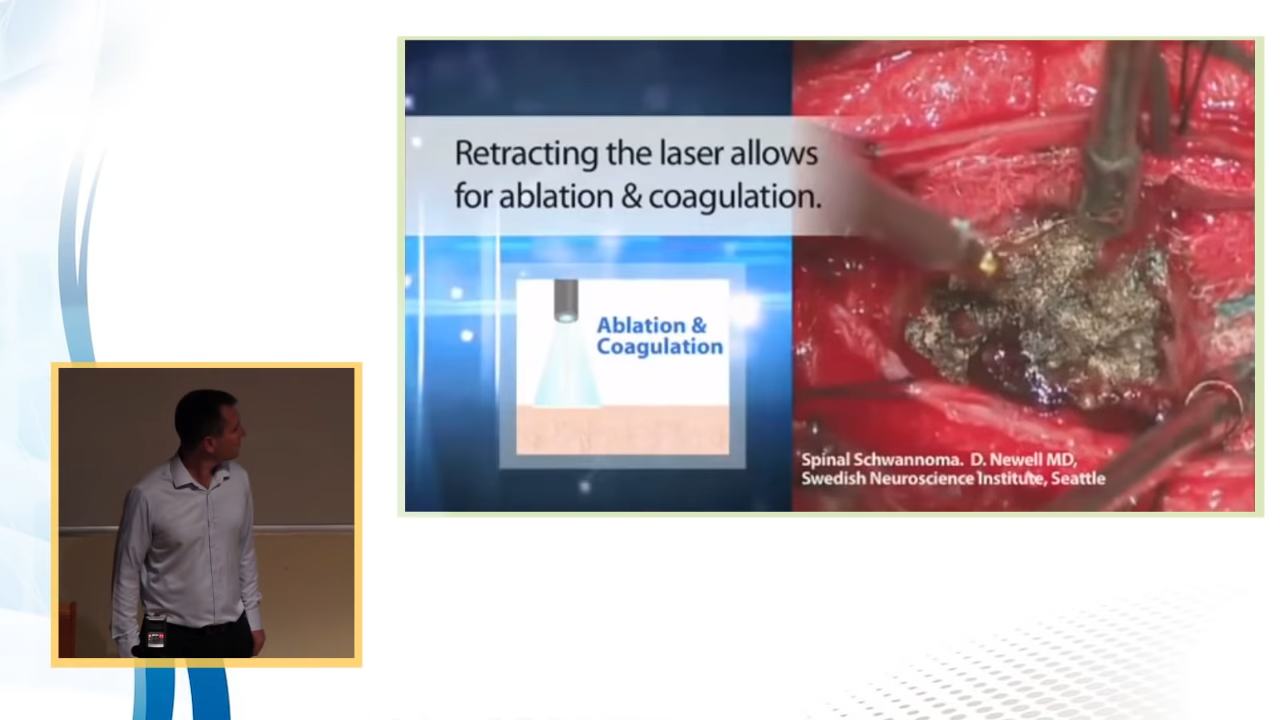 Retracting the laser allows
for ablation & coagulation.
Ablation &
Coagulation
Spinal Schwannoma. D. Newell MD,
Swedish Neuroscience Institute, Seattle